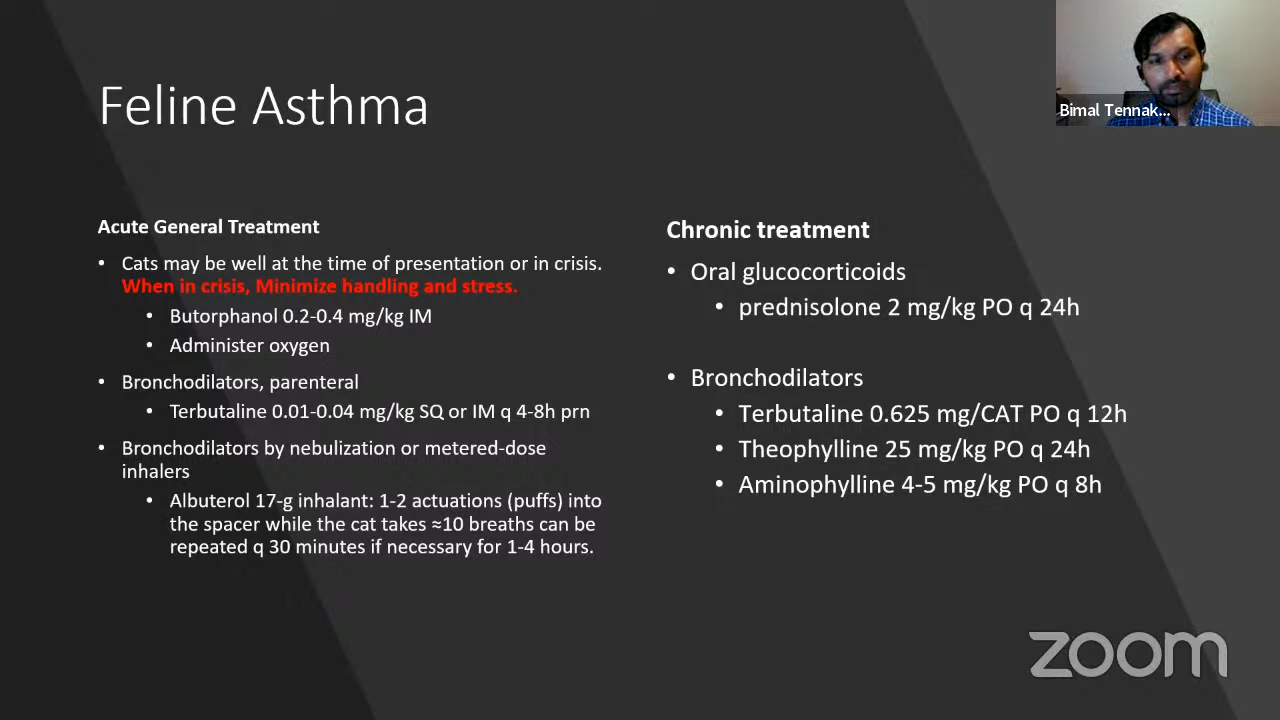 Feline Asthma
Bimal Tennak...
Acute General Treatment
• Cats may be well at the time of presentation or in crisis.
When in crisis, Minimize handling and stress.
• Butorphanol 0.2-0.4 mg/kg IM
• Administer oxygen
• Bronchodilators, parenteral
• Terbutaline 0.01-0.04 mg/kg SQ or IM q 4-8h prn
• Bronchodilators by nebulization or metered-dose
inhalers
• Albuterol 17-g inhalant: 1-2 actuations (puffs) into
the spacer while the cat takes ≈10 breaths can be
repeated q 30 minutes if necessary for 1-4 hours.
Chronic treatment
• Oral glucocorticoids
• prednisolone 2 mg/kg PO q 24h
• Bronchodilators
• Terbutaline 0.625 mg/CAT PO q 12h
• Theophylline 25 mg/kg PO q 24h
• Aminophylline 4-5 mg/kg PO q 8h
zoom